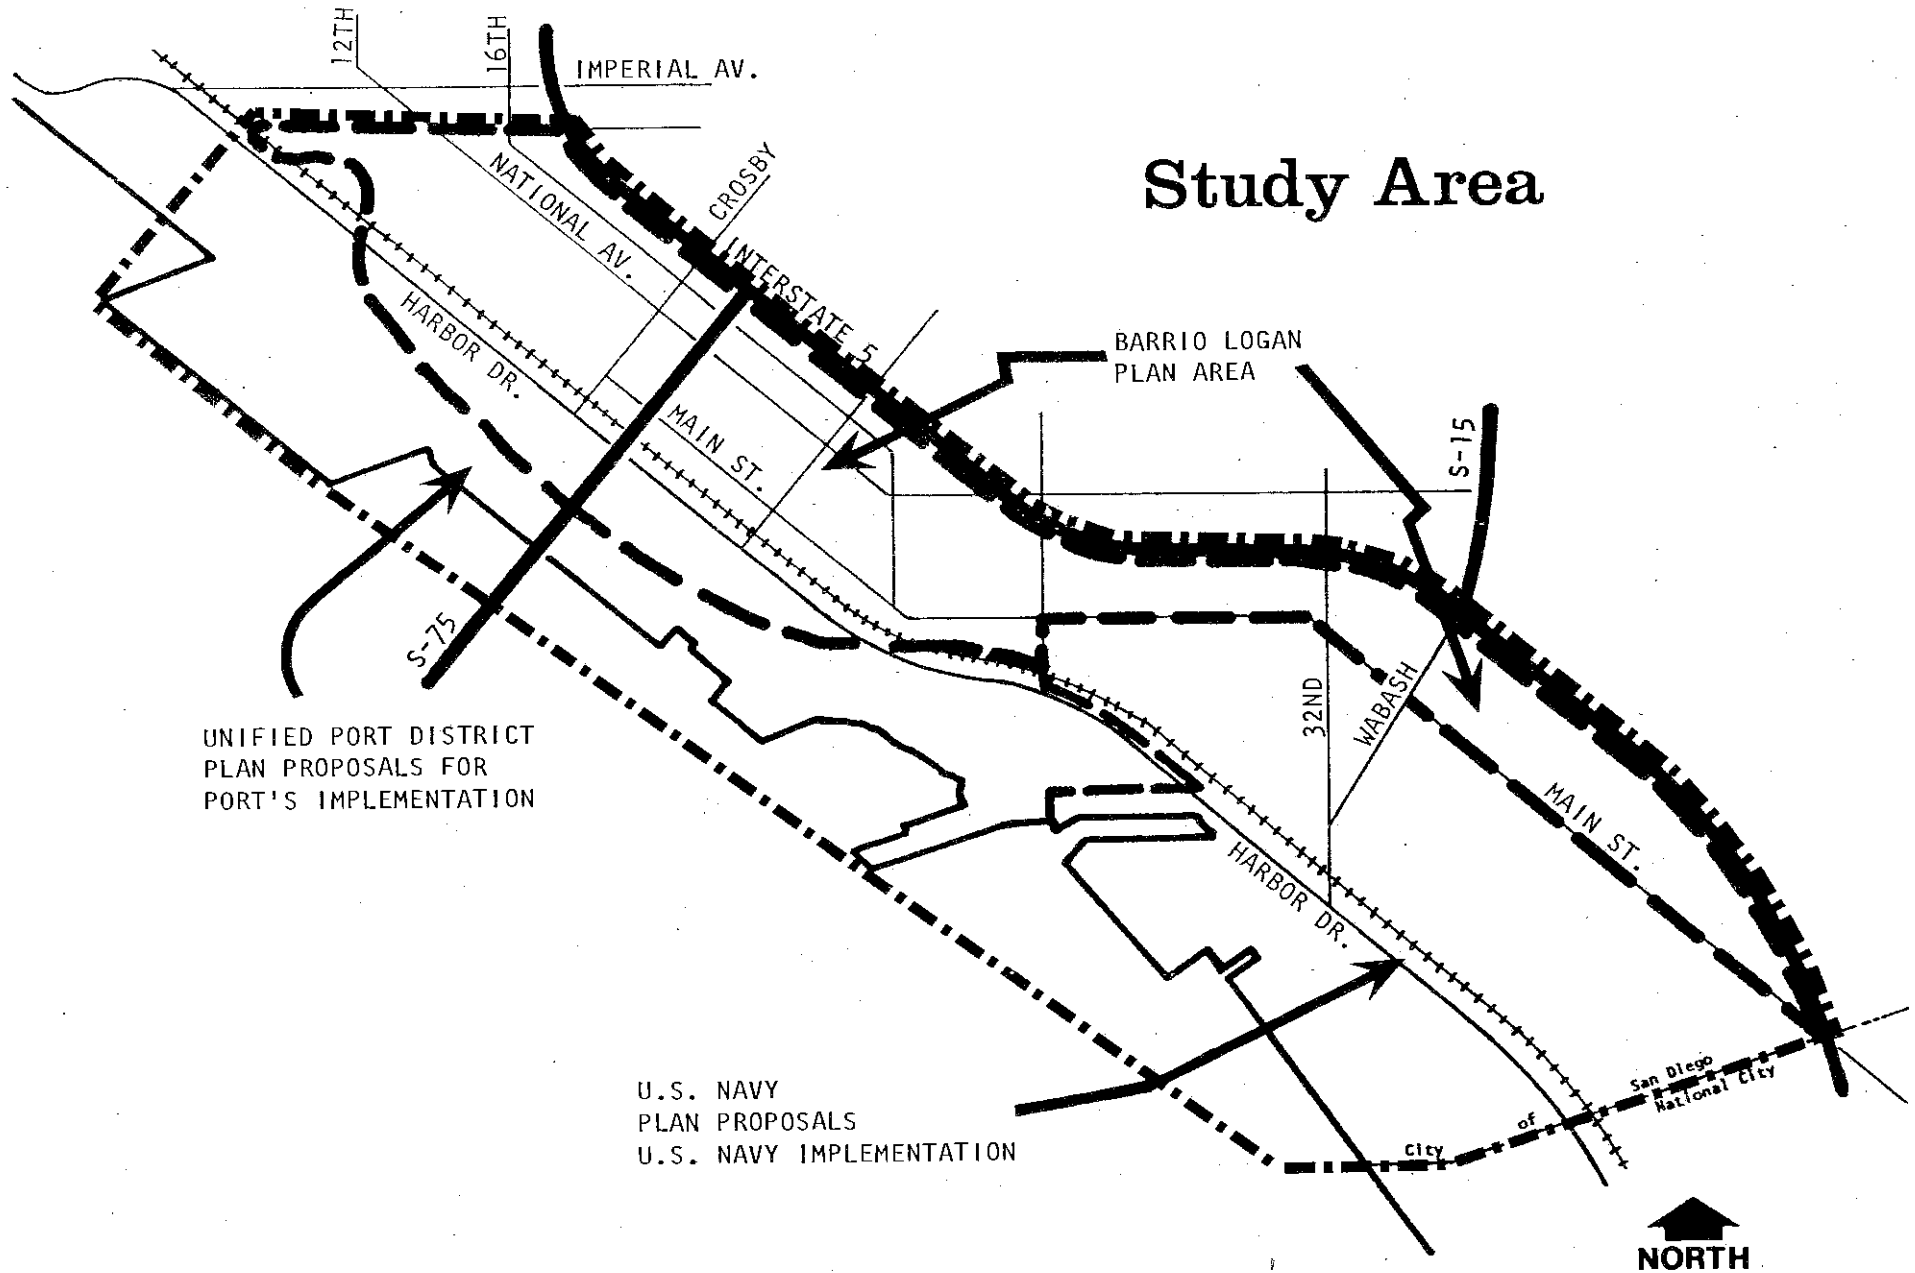 12TH
16TH
IMPERIAL AV.
Study Area
NATIONAL AV.
CROSBY
INTERSTATE 5
HARBOR DR.
MAIN ST.
BARRIO LOGAN
PLAN AREA
S-15
S-75
32ND
WABASH
UNIFIED PORT DISTRICT
PLAN PROPOSALS FOR
PORT'S IMPLEMENTATION
MAIN ST.
HARBOR DR.
U.S. NAVY
PLAN PROPOSALS
U.S. NAVY IMPLEMENTATION
City of San Diego
National City
NORTH